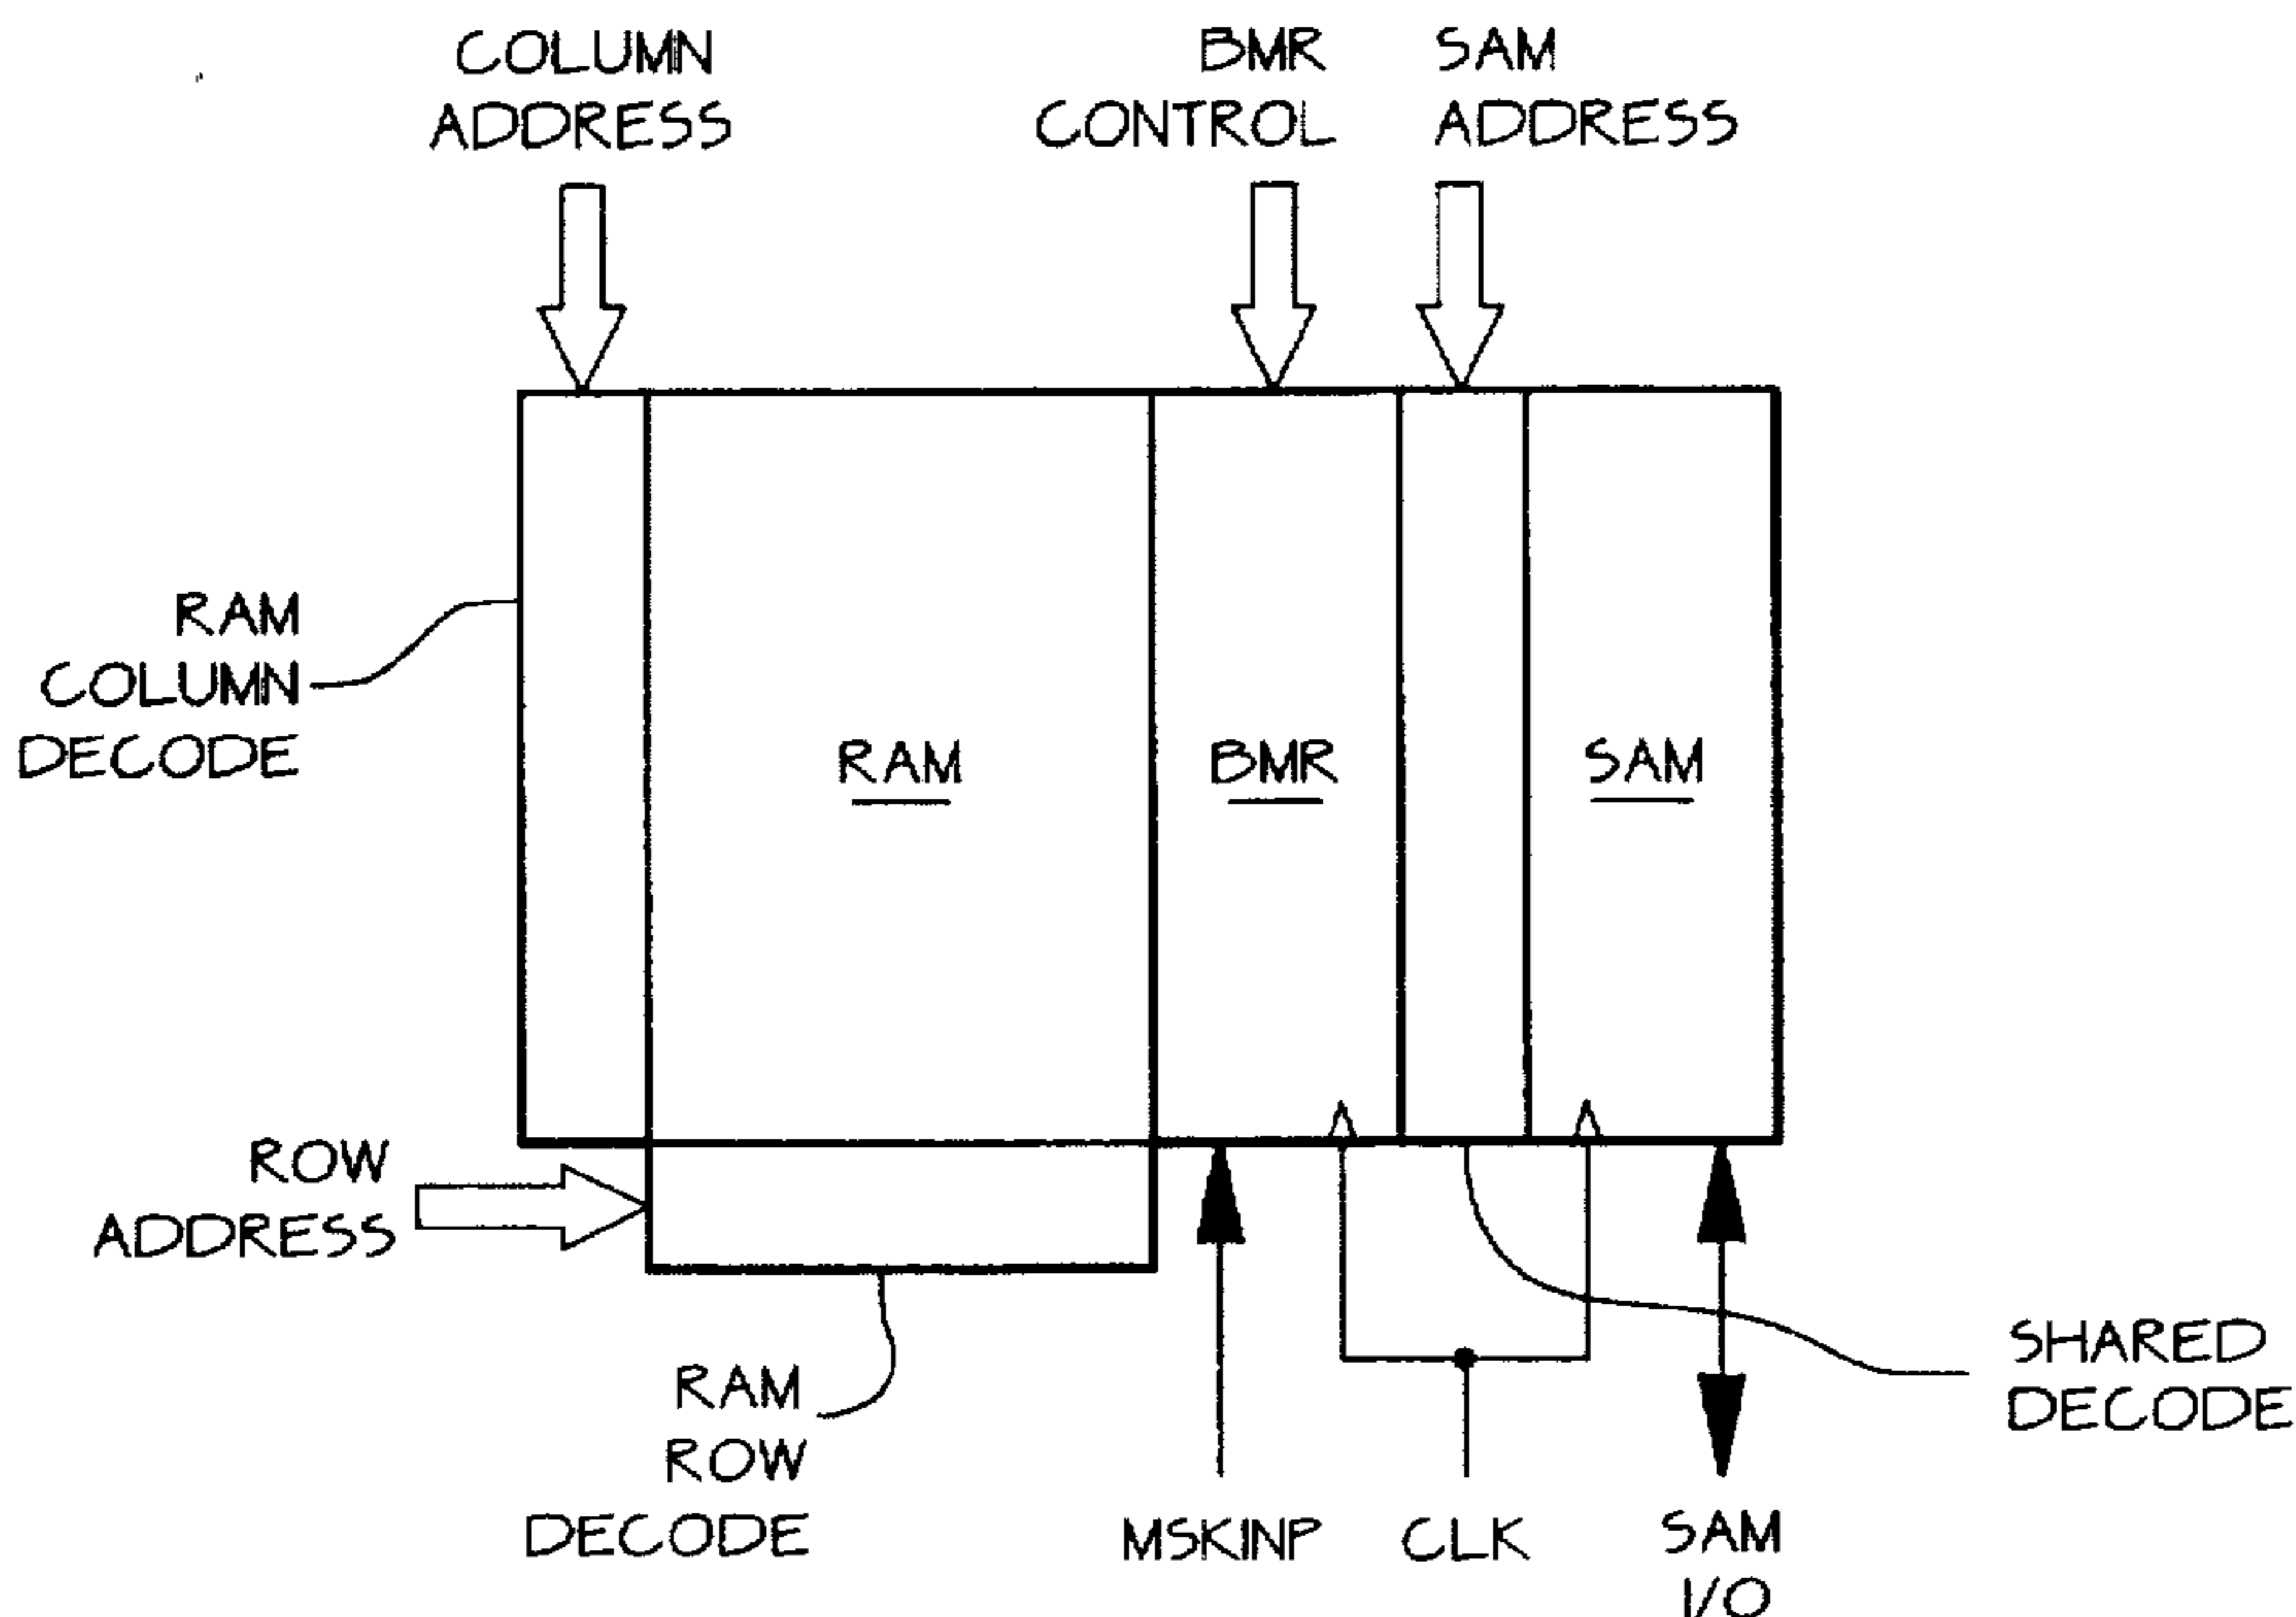 COLUMN
ADDRESS
BMR
CONTROL
SAM
ADDRESS
RAM
COLUMN
DECODE
RAM
BMR
SAM
ROW
ADDRESS
RAM
ROW
DECODE
MSKINP
CLK
SAM
I/O
SHARED
DECODE